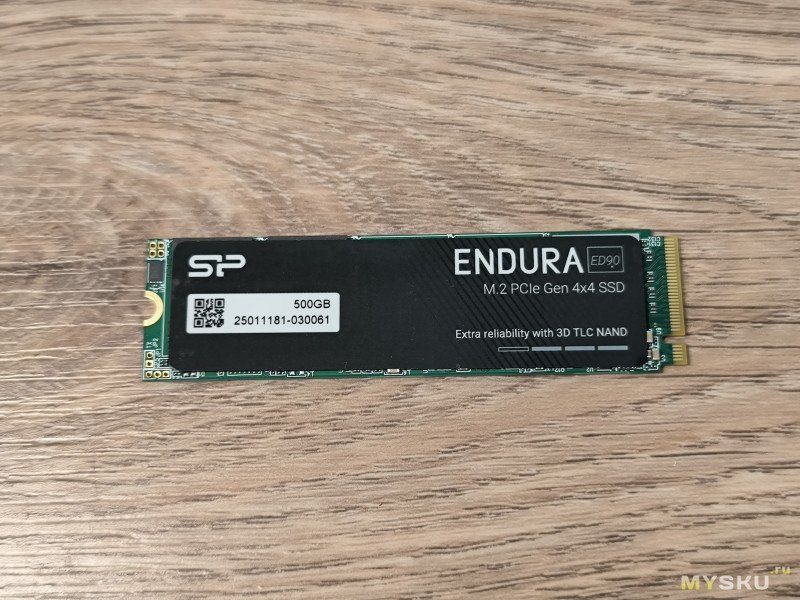 SP
ENDURA ED90
M.2 PCIe Gen 4x4 SSD
500GB
25011181-030061
Extra reliability with 3D TLC NAND
MYSKU.ru